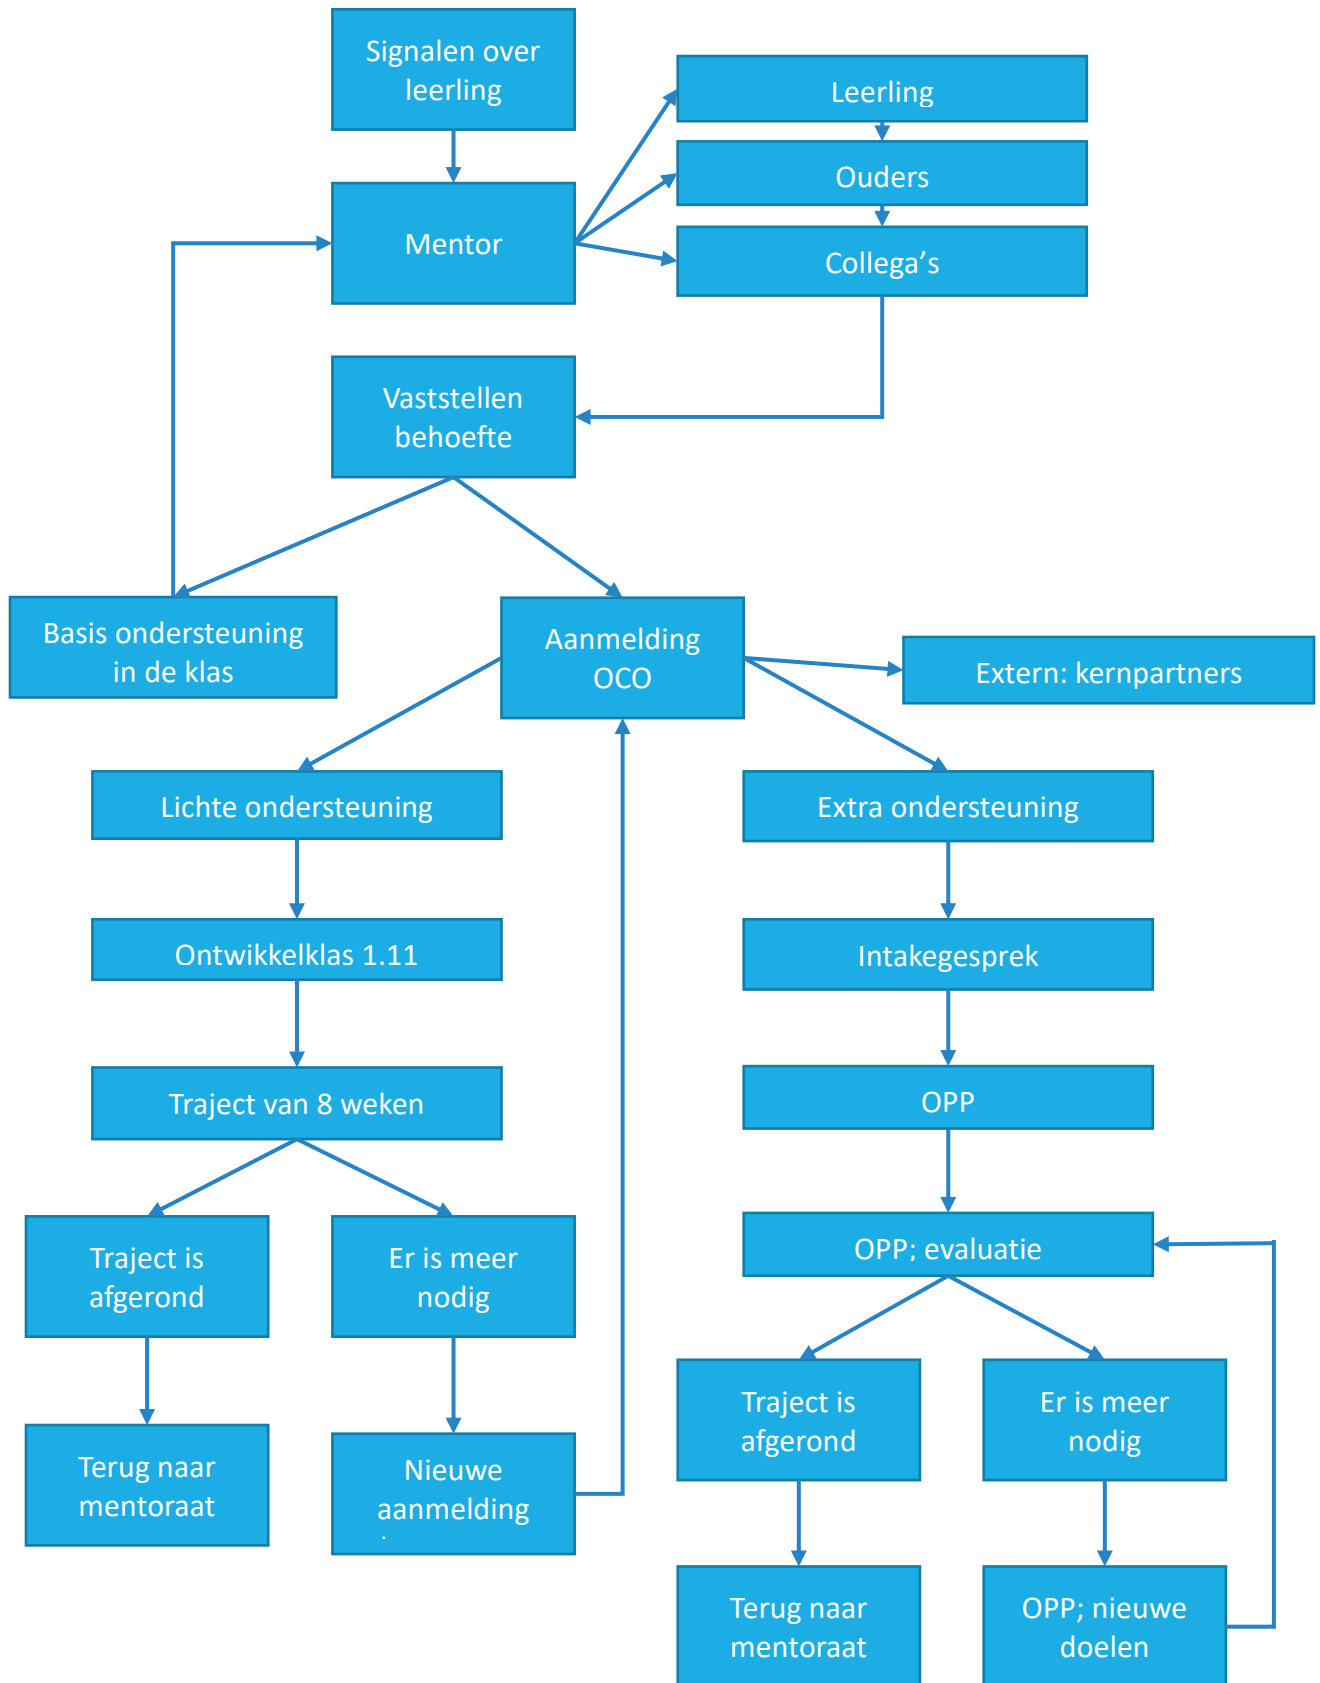 Signalen over
leerling
Leerling
Ouders
Mentor
Collega's
Vaststellen
behoefte
Basis ondersteuning
in de klas
Aanmelding
OCO
Extern: kernpartners
Lichte ondersteuning
Extra ondersteuning
Ontwikkelklas 1.11
Intakegesprek
Traject van 8 weken
OPP
Traject is
afgerond
Er is meer
nodig
OPP; evaluatie
Traject is
afgerond
Er is meer
nodig
Terug naar
mentoraat
Nieuwe
aanmelding
Terug naar
mentoraat
OPP; nieuwe
doelen